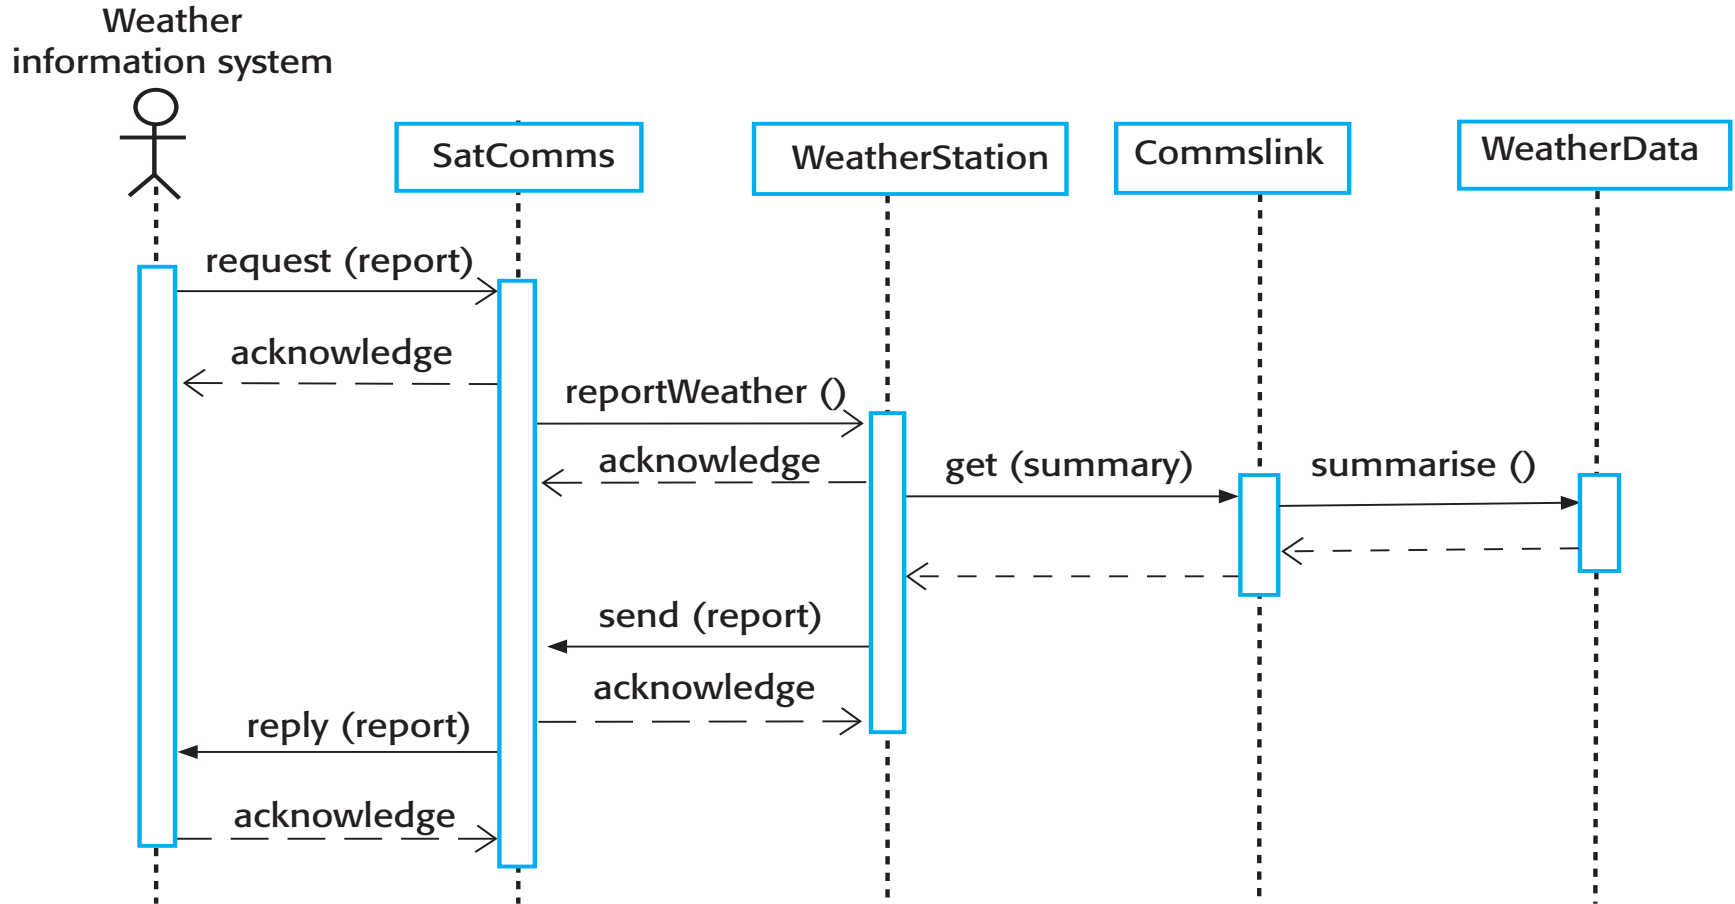 Weather
information system
SatComms
WeatherStation
Commslink
WeatherData
request (report)
acknowledge
reportWeather ()
acknowledge
get (summary)
summarise ()
send (report)
acknowledge
reply (report)
acknowledge